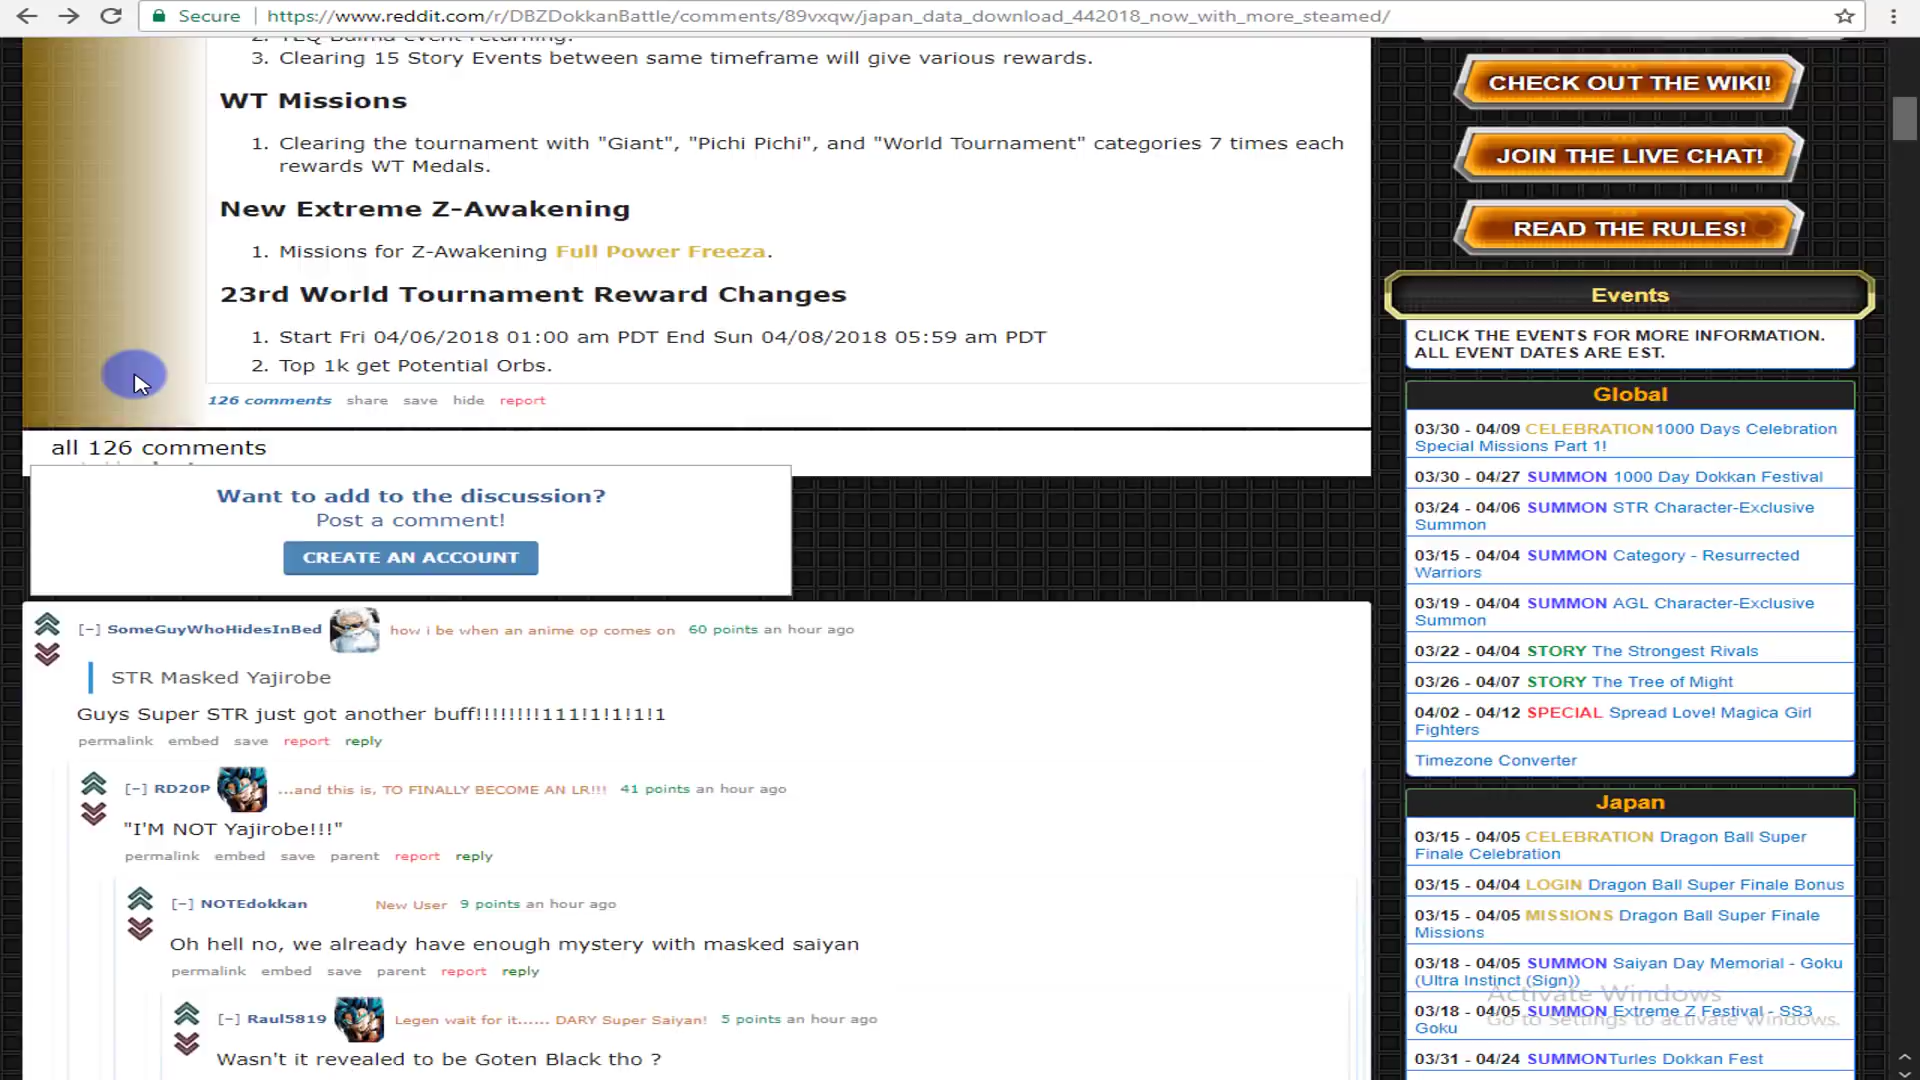 Secure
https://www.reddit.com/r/DBZDokkanBattle/comments/89vxqw/japan_data_download_442018_now_with_more_steamed/
2. TEQ Bulma event returning.
3. Clearing 15 Story Events between same timeframe will give various rewards.
WT Missions
1. Clearing the tournament with "Giant", "Pichi Pichi", and "World Tournament" categories 7 times each
rewards WT Medals.
New Extreme Z-Awakening
1. Missions for Z-Awakening Full Power Freeza.
23rd World Tournament Reward Changes
1. Start Fri 04/06/2018 01:00 am PDT End Sun 04/08/2018 05:59 am PDT
2. Top 1k get Potential Orbs.
126 comments share save hide report
all 126 comments
Want to add to the discussion?
Post a comment!
CREATE AN ACCOUNT
[-] SomeGuyWhoHidesInBed how i be when an anime op comes on 60 points an hour ago
STR Masked Yajirobe
Guys Super STR just got another buff!!!!!!!!111!1!1!1!1
permalink embed save report reply
[-] RD20P ...and this is, TO FINALLY BECOME AN LR!!! 41 points an hour ago
"I'M NOT Yajirobe!!!"
permalink embed save parent report reply
[-] NOTEdokkan New User 9 points an hour ago
Oh hell no, we already have enough mystery with masked saiyan
permalink embed save parent report reply
[-] Raul5819 Legen wait for it...... DARY Super Saiyan! 5 points an hour ago
Wasn't it revealed to be Goten Black tho ?
CHECK OUT THE WIKI!
JOIN THE LIVE CHAT!
READ THE RULES!
Events
CLICK THE EVENTS FOR MORE INFORMATION.
ALL EVENT DATES ARE EST.
Global
03/30 - 04/09 CELEBRATION1000 Days Celebration
Special Missions Part 1!
03/30 - 04/27 SUMMON 1000 Day Dokkan Festival
03/24 - 04/06 SUMMON STR Character-Exclusive
Summon
03/15 - 04/04 SUMMON Category - Resurrected
Warriors
03/19 - 04/04 SUMMON AGL Character-Exclusive
Summon
03/22 - 04/04 STORY The Strongest Rivals
03/26 - 04/07 STORY The Tree of Might
04/02 - 04/12 SPECIAL Spread Love! Magica Girl
Fighters
Timezone Converter
Japan
03/15 - 04/05 CELEBRATION Dragon Ball Super
Finale Celebration
03/15 - 04/04 LOGIN Dragon Ball Super Finale Bonus
03/15 - 04/05 MISSIONS Dragon Ball Super Finale
Missions
03/18 - 04/05 SUMMON Saiyan Day Memorial - Goku
(Ultra Instinct (Sign))
03/18 - 04/05 SUMMON Extreme Z Festival - SS3
Goku
03/31 - 04/24 SUMMONTurles Dokkan Fest
Activate Windows
Go to Settings to activate Windows.